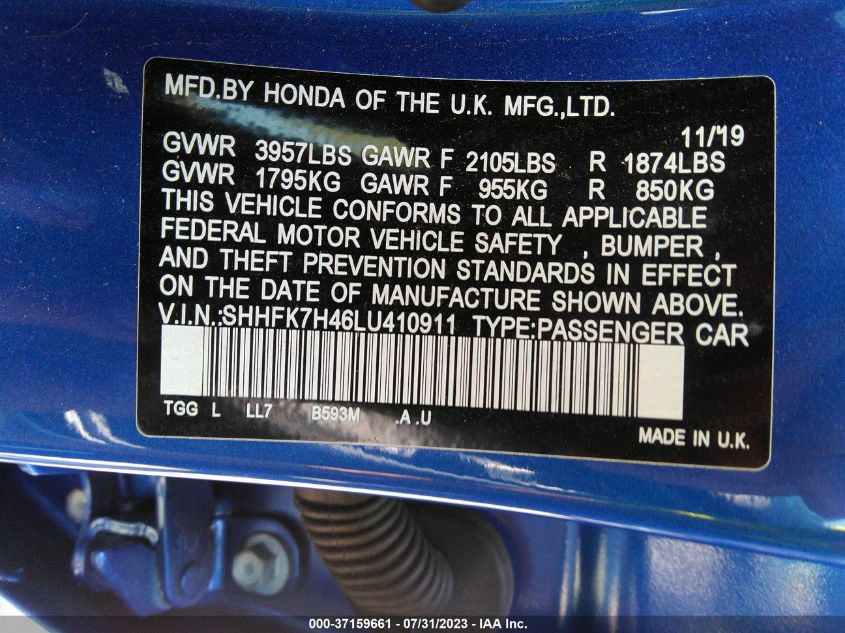 MFD.BY HONDA OF THE U.K. MFG.,LTD.
11/19
GVWR 3957LBS GAWR F 2105LBS R 1874LBS
GVWR 1795KG GAWR F 955KG R 850KG
THIS VEHICLE CONFORMS TO ALL APPLICABLE
FEDERAL MOTOR VEHICLE SAFETY , BUMPER ,
AND THEFT PREVENTION STANDARDS IN EFFECT
ON THE DATE OF MANUFACTURE SHOWN ABOVE.
V.I.N.:SHHFK7H46LU410911 TYPE:PASSENGER CAR
TGG L LL7 B593M .A .U
MADE IN U.K.
000-37159661 - 07/31/2023 - IAA Inc.